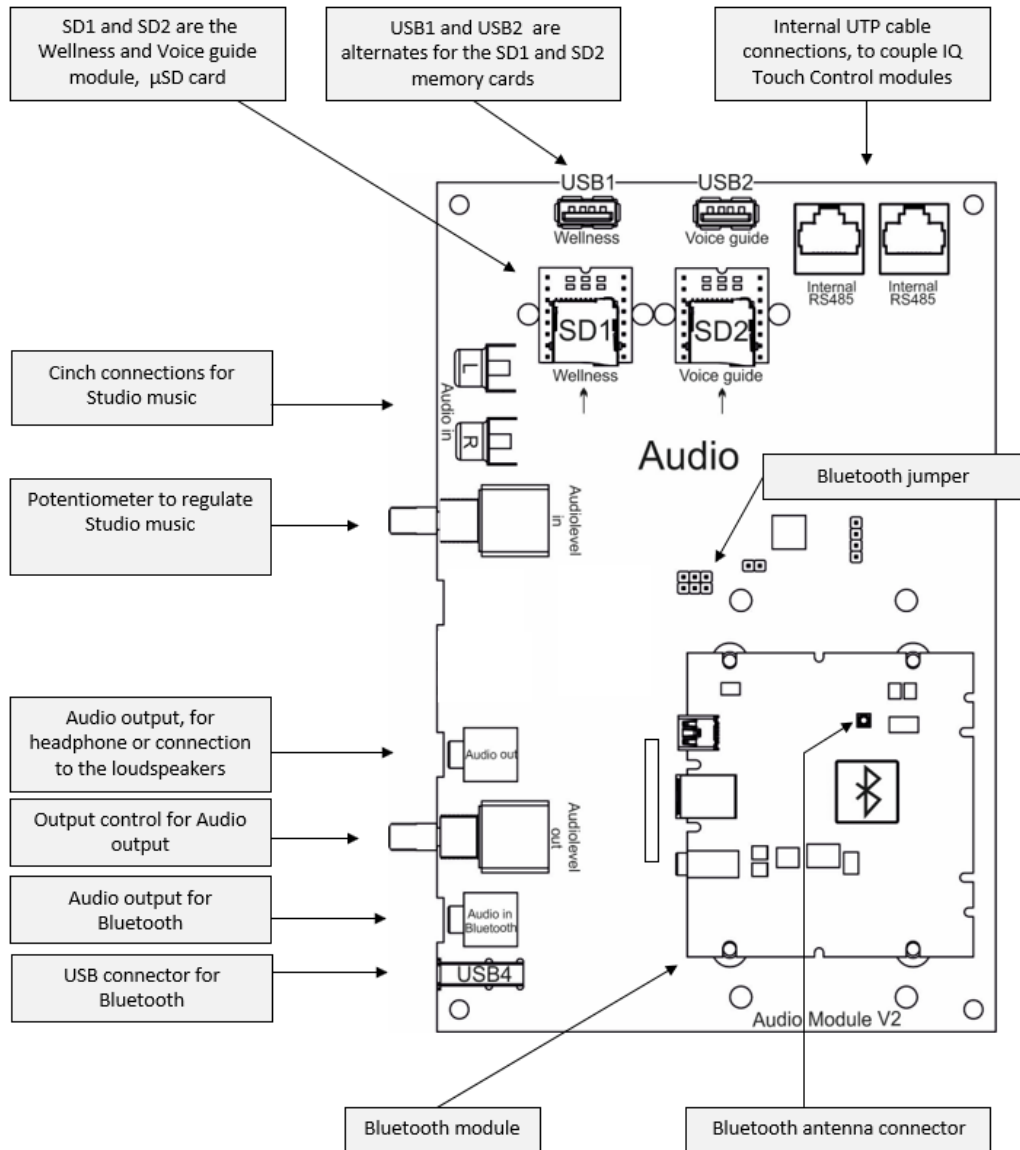 SD1 and SD2 are the
Wellness and Voice guide
module, µSD card
USB1 and USB2 are
alternates for the SD1 and SD2
memory cards
Internal UTP cable
connections, to couple IQ
Touch Control modules
USB1
USB2
Wellness
Voice guide
Internal
RS485
Internal
RS485
SD1
SD2
Wellness
Voice guide
Cinch connections for
Studio music
L
R
Audio in
Audio
Bluetooth jumper
Potentiometer to regulate
Studio music
Audiolevel
in
Audio output, for
headphone or connection
to the loudspeakers
Audio out
Output control for Audio
output
Audiolevel
out
Audio output for
Bluetooth
Audio in
Bluetooth
USB connector for
Bluetooth
USB4
Audio Module V2
Bluetooth module
Bluetooth antenna connector